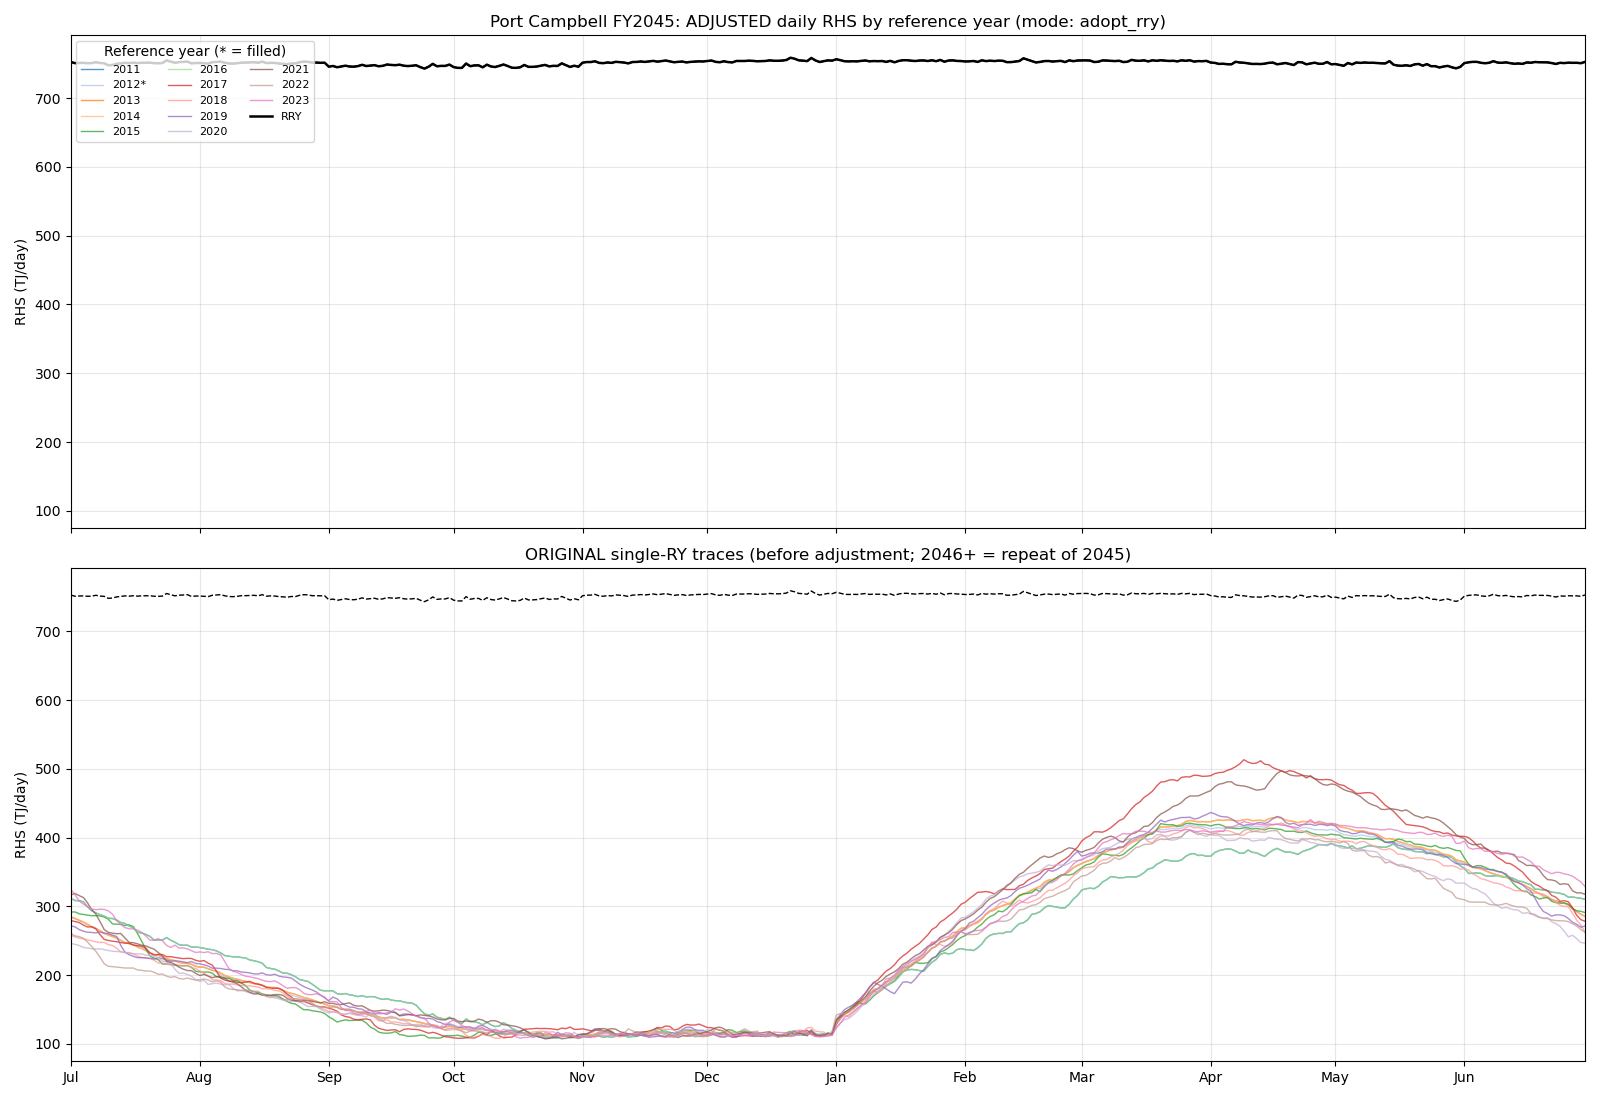 Port Campbell FY2045: ADJUSTED daily RHS by reference year (mode: adopt_rry)
Reference year (* = filled)
2011 2016 2021
2012* 2017 2022
2013 2018 2023
2014 2019 RRY
2015 2020
RHS (TJ/day)
700
600
500
400
300
200
100
ORIGINAL single-RY traces (before adjustment; 2046+ = repeat of 2045)
RHS (TJ/day)
700
600
500
400
300
200
100
Jul Aug Sep Oct Nov Dec Jan Feb Mar Apr May Jun